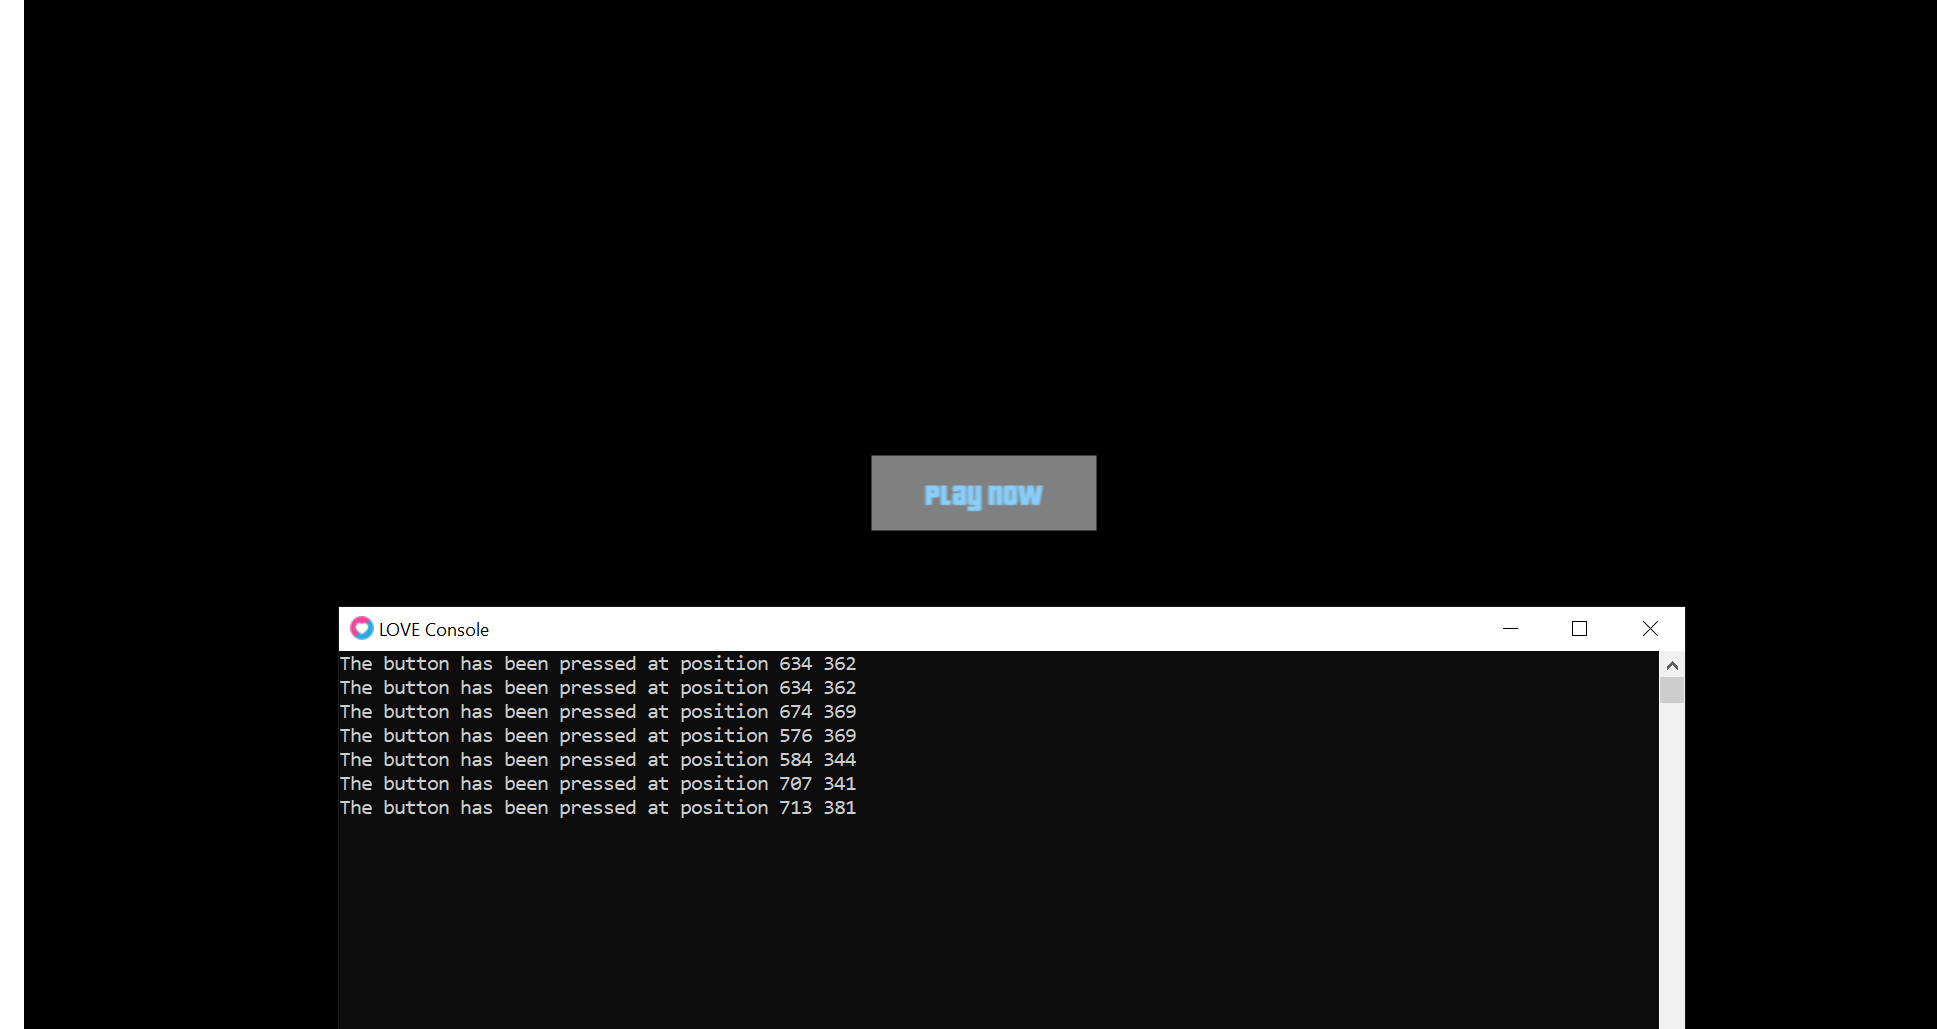 Play now
LOVE Console
The button has been pressed at position 634 362
The button has been pressed at position 634 362
The button has been pressed at position 674 369
The button has been pressed at position 576 369
The button has been pressed at position 584 344
The button has been pressed at position 707 341
The button has been pressed at position 713 381